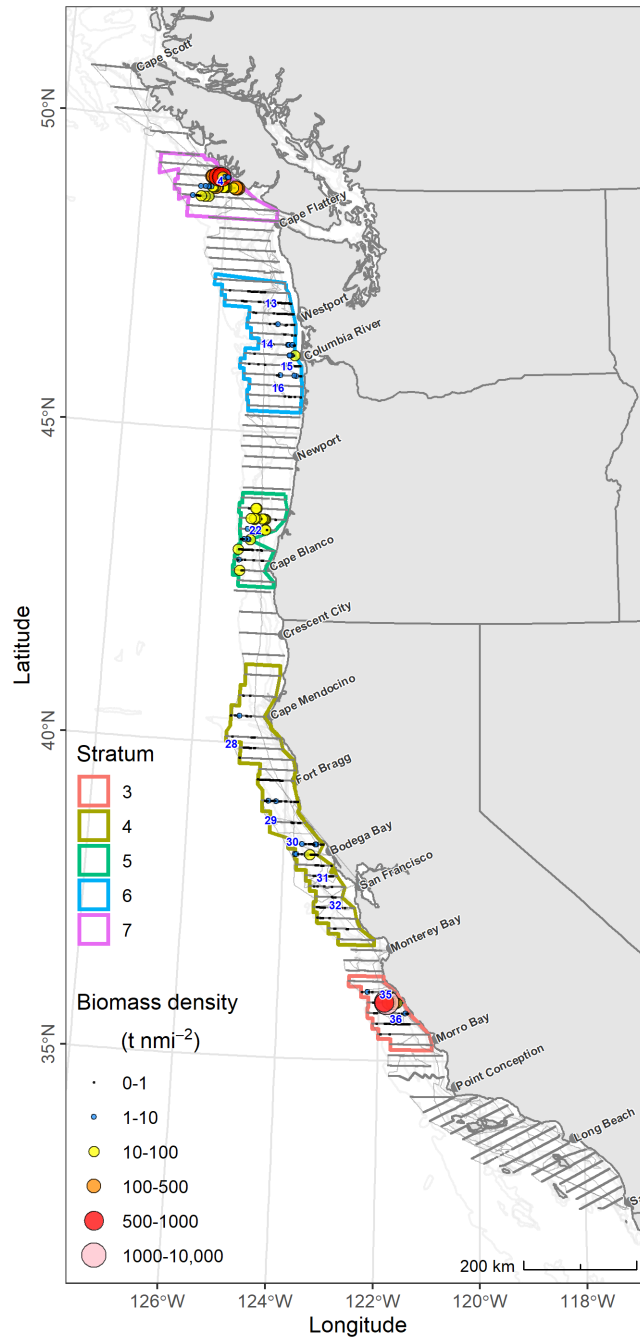 Cape Scott
50°N
4
Cape Flattery
13
Westport
14
Columbia River
15
16
45°N
Newport
22
Cape Blanco
Crescent City
Latitude
Cape Mendocino
40°N
28
Stratum
Fort Bragg
3
4
29
5
30
Bodega Bay
6
31
San Francisco
7
32
Monterey Bay
Biomass density
(t nmi⁻²)
35
36
Morro Bay
35°N
0-1
Point Conception
1-10
Long Beach
10-100
100-500
500-1000
1000-10,000
200 km
126°W
124°W
122°W
120°W
118°W
Longitude